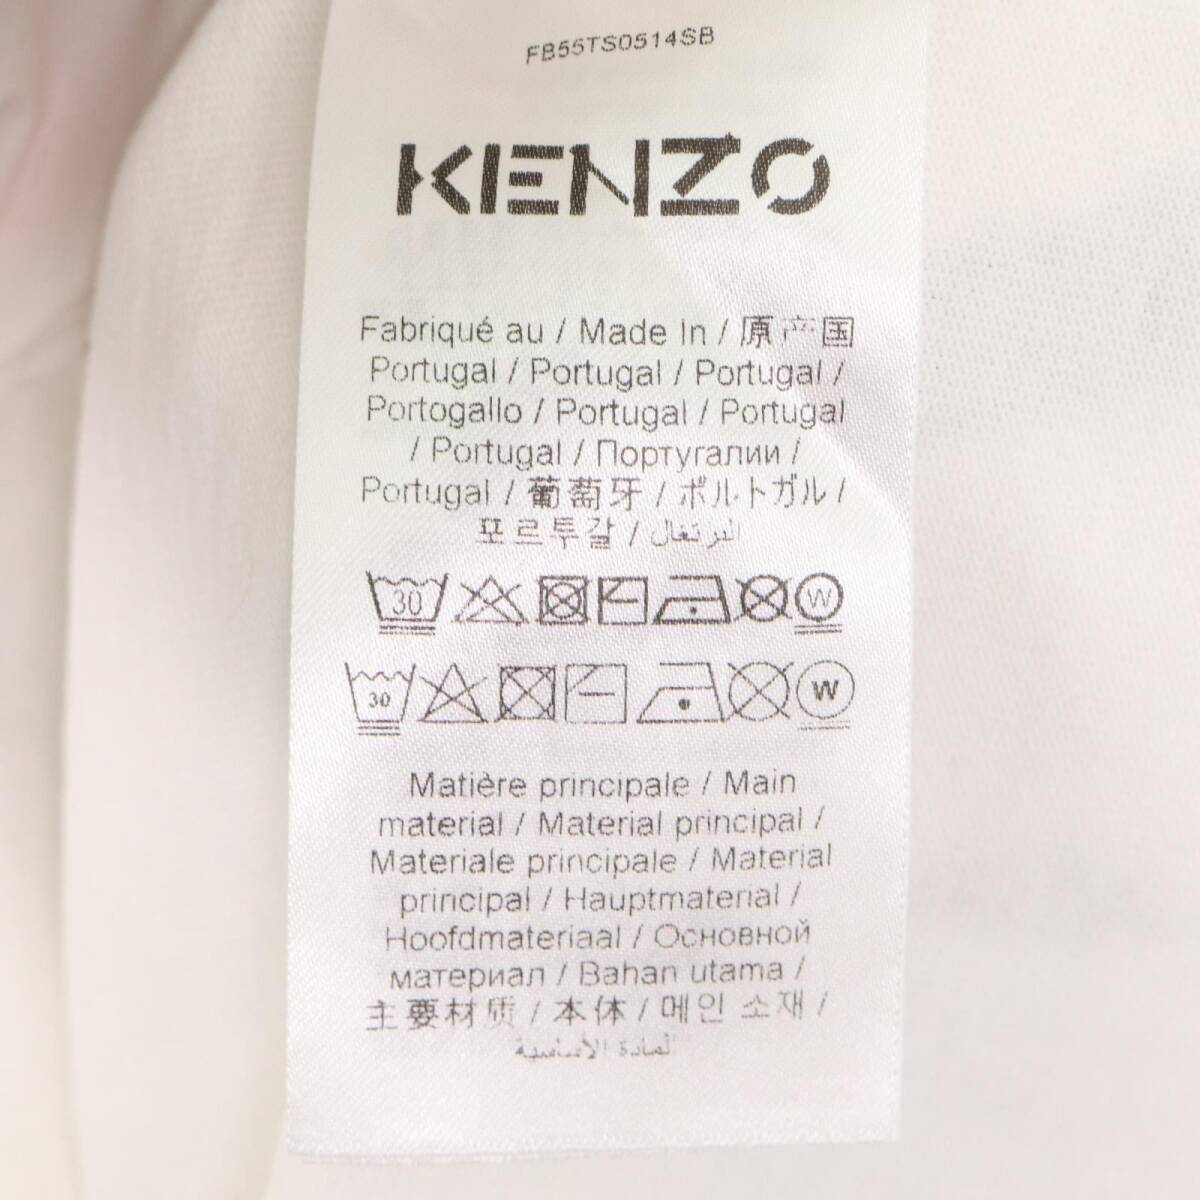 FB55TS0514SB
KENZO
Fabriqué au / Made In / 原产国
Portugal / Portugal / Portugal /
Portogallo / Portugal / Portugal
/ Portugal / Португалии /
Portugal / 葡萄牙 / ポルトガル /
포르투갈 / البرتغال
30 W
30 W
Matière principale / Main
material / Material principal /
Materiale principale / Material
principal / Hauptmaterial /
Hoofdmateriaal / Основной
материал / Bahan utama /
主要材质 / 本体 / 메인 소재 /
المادة الأساسية